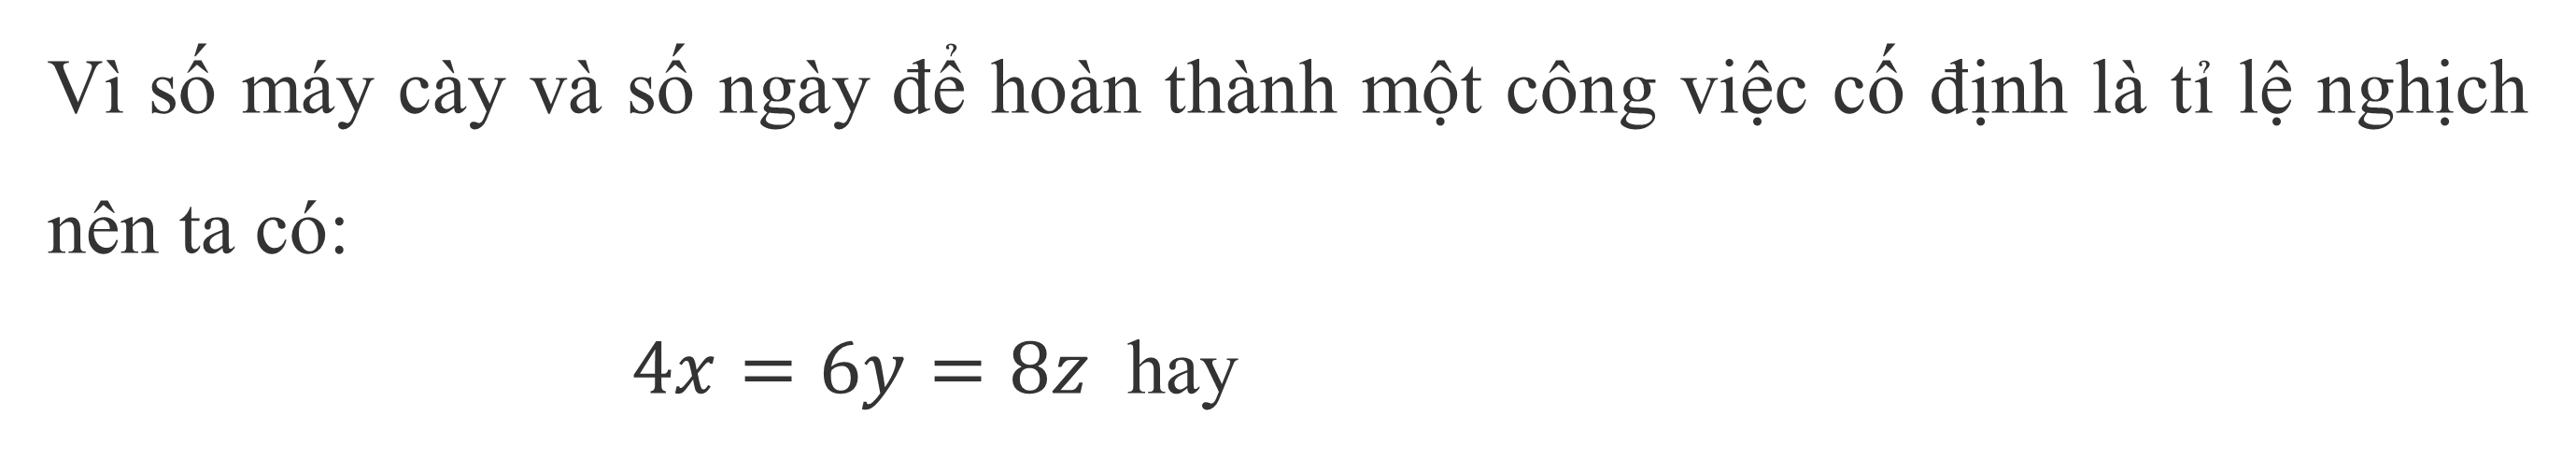 Vì số máy cày và số ngày để hoàn thành một công việc cố định là tỉ lệ nghịch
nên ta có:
4x = 6y = 8z hay